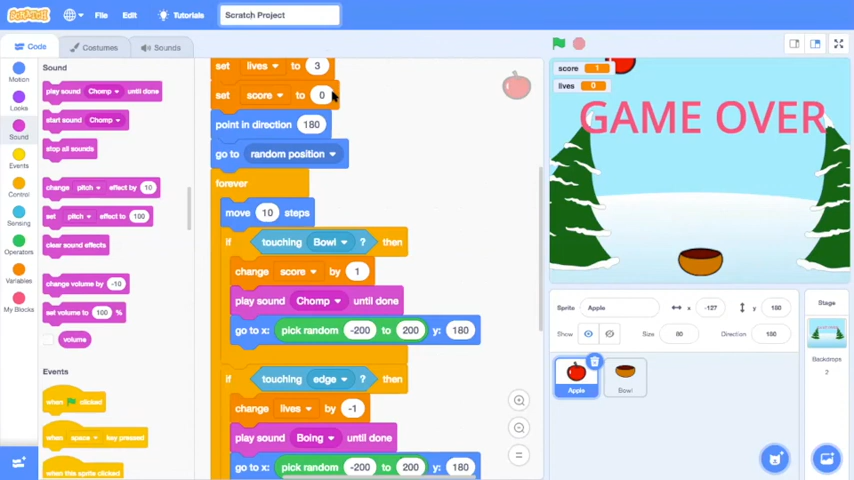 SCRATCH File Edit Tutorials Scratch Project
Code Costumes Sounds
Motion
Looks
Sound
Events
Control
Sensing
Operators
Variables
My Blocks
Sound
play sound Chomp until done
start sound Chomp
stop all sounds
change pitch effect by 10
set pitch effect to 100
clear sound effects
change volume by -10
set volume to 100 %
volume
Events
when clicked
when space key pressed
when this sprite clicked
set lives to 3
set score to 0
point in direction 180
go to random position
forever
move 10 steps
if touching Bowl ? then
change score by 1
play sound Chomp until done
go to x: pick random -200 to 200 y: 180
if touching edge ? then
change lives by -1
play sound Boing until done
go to x: pick random -200 to 200 y: 180
score 1
lives 0
GAME OVER
Sprite Apple x -127 y 180
Show Size 80 Direction 180
Apple
Bowl
Stage
Backdrops
2